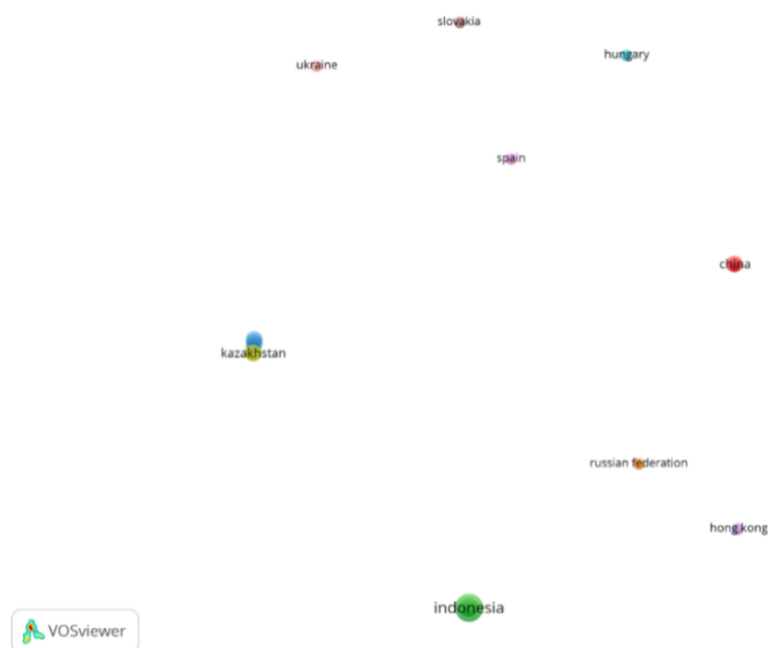 slovakia
hungary
ukraine
spain
china
kazakhstan
russian federation
hong kong
indonesia
VOSviewer